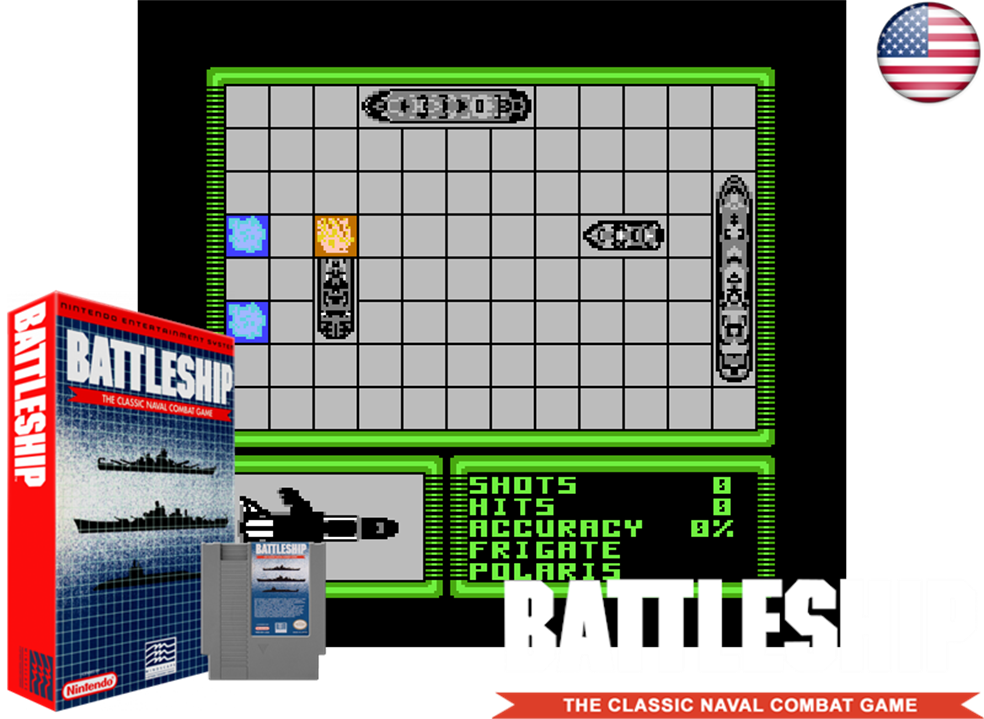 NINTENDO ENTERTAINMENT SYSTEM
BATTLESHIP
THE CLASSIC NAVAL COMBAT GAME
BATTLESHIP
Nintendo
BATTLESHIP
SHOTS 0
HITS 0
ACCURACY 0%
FRIGATE
POLARIS
BATTLESHIP
THE CLASSIC NAVAL COMBAT GAME